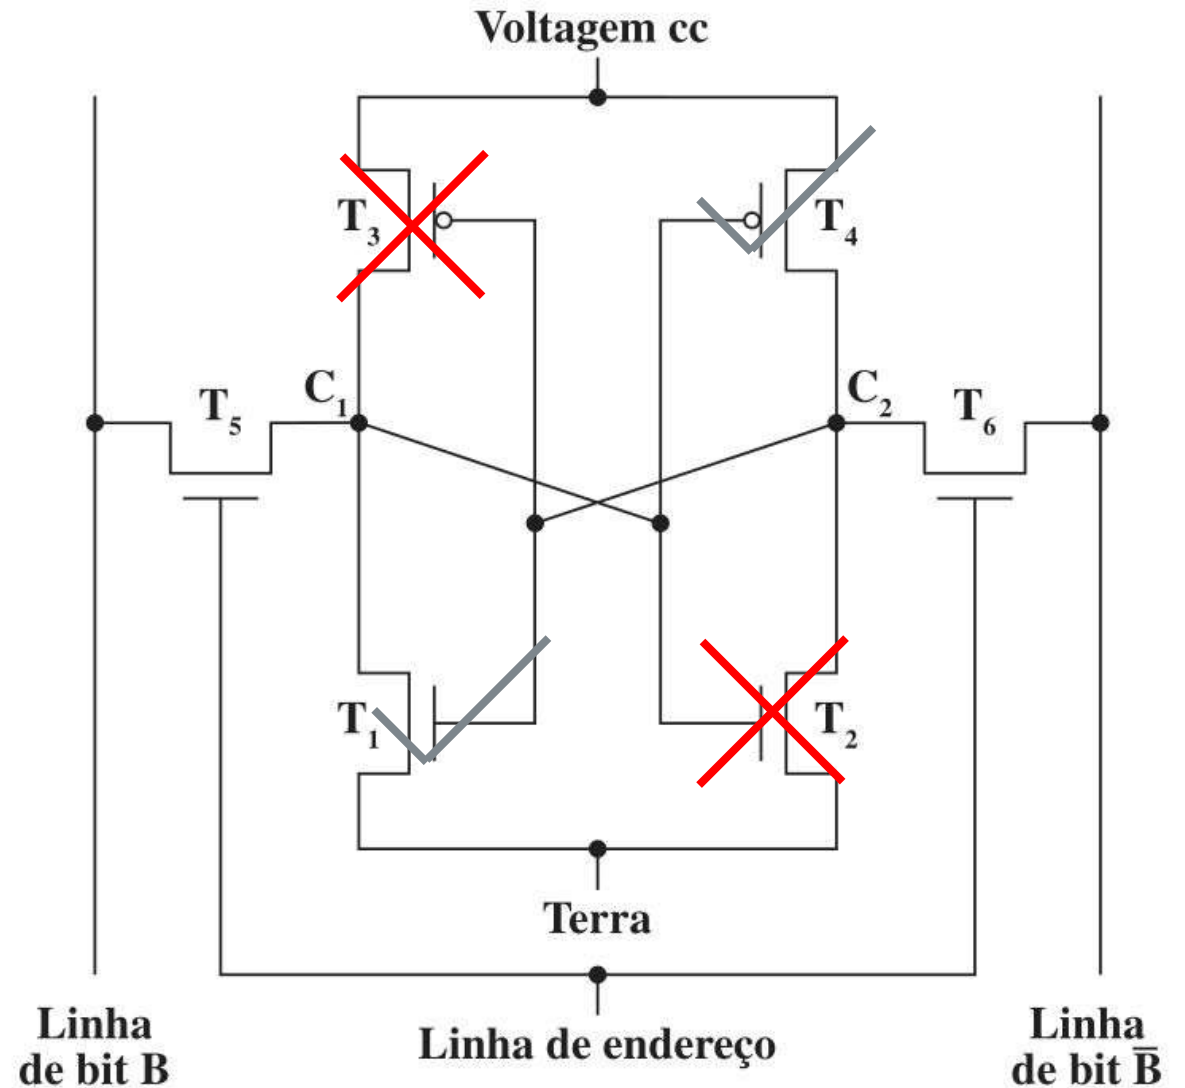 Voltagem cc
T3
T4
T5
C1
C2
T6
T1
T2
Terra
Linha
de bit B
Linha de endereço
Linha
de bit B̅